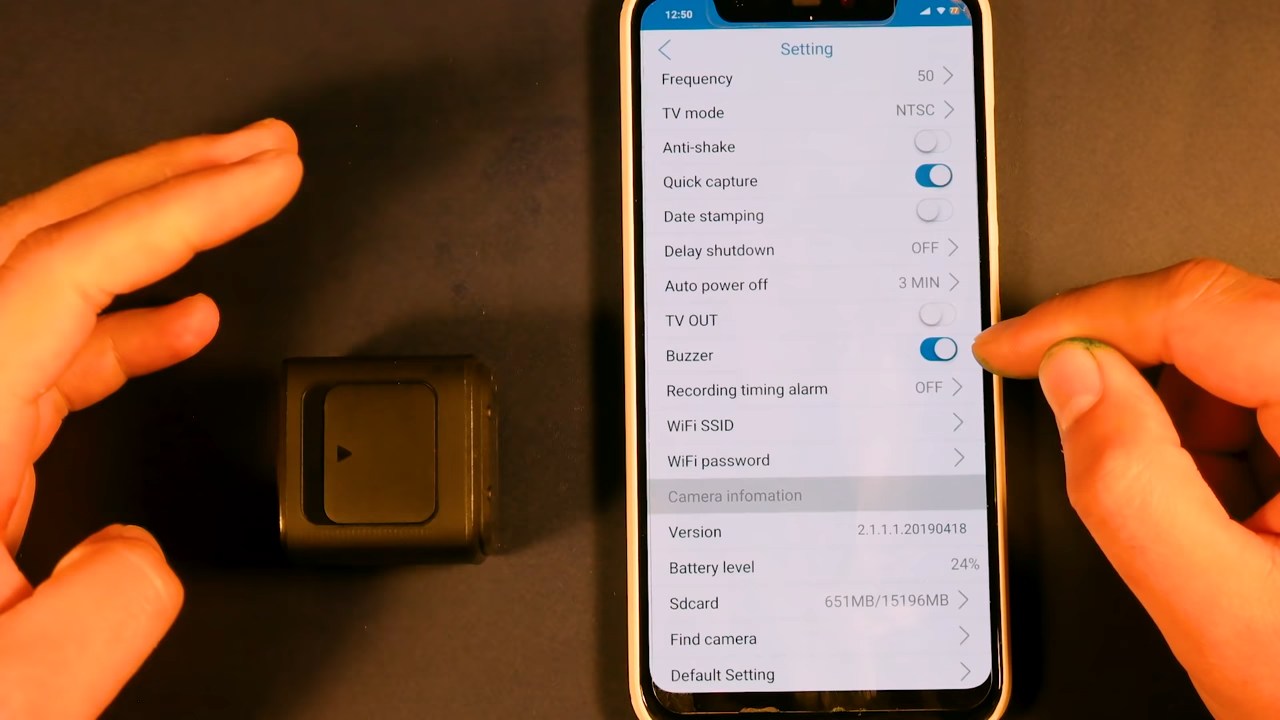 12:50
Setting
Frequency 50
TV mode NTSC
Anti-shake
Quick capture
Date stamping
Delay shutdown OFF
Auto power off 3 MIN
TV OUT
Buzzer
Recording timing alarm OFF
WiFi SSID
WiFi password
Camera infomation
Version 2.1.1.1.20190418
Battery level 24%
Sdcard 651MB/15196MB
Find camera
Default Setting